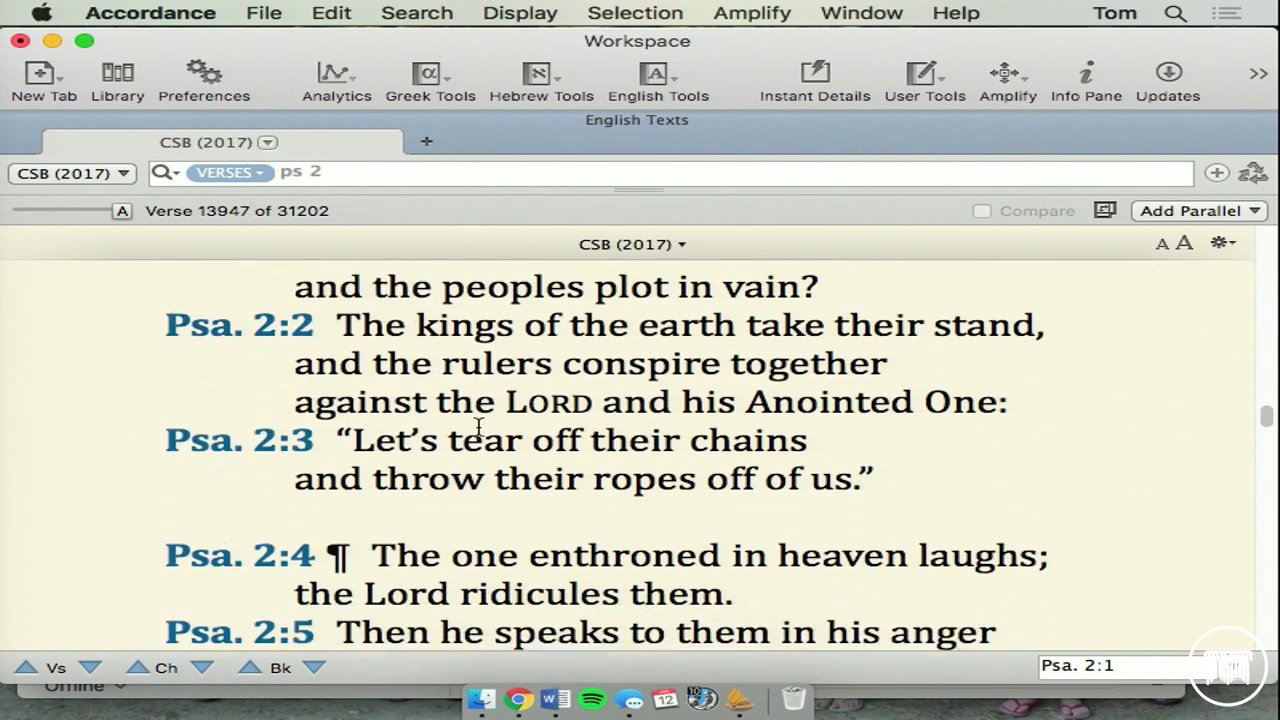 Accordance File Edit Search Display Selection Amplify Window Help Tom
Workspace
New Tab Library Preferences Analytics Greek Tools Hebrew Tools English Tools Instant Details User Tools Amplify Info Pane Updates
English Texts
CSB (2017) +
CSB (2017) VERSES ps 2
A Verse 13947 of 31202 Compare Add Parallel
CSB (2017) A A
and the peoples plot in vain?
Psa. 2:2 The kings of the earth take their stand,
and the rulers conspire together
against the LORD and his Anointed One:
Psa. 2:3 “Let’s tear off their chains
and throw their ropes off of us.”
Psa. 2:4 ¶ The one enthroned in heaven laughs;
the Lord ridicules them.
Psa. 2:5 Then he speaks to them in his anger
Vs Ch Bk Psa. 2:1
Offline
12 10